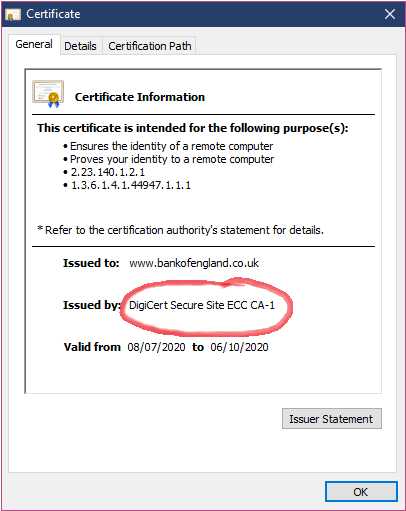 Certificate
General Details Certification Path
Certificate Information
This certificate is intended for the following purpose(s):
• Ensures the identity of a remote computer
• Proves your identity to a remote computer
• 2.23.140.1.2.1
• 1.3.6.1.4.1.44947.1.1.1
* Refer to the certification authority's statement for details.
Issued to: www.bankofengland.co.uk
Issued by: DigiCert Secure Site ECC CA-1
Valid from 08/07/2020 to 06/10/2020
Issuer Statement
OK